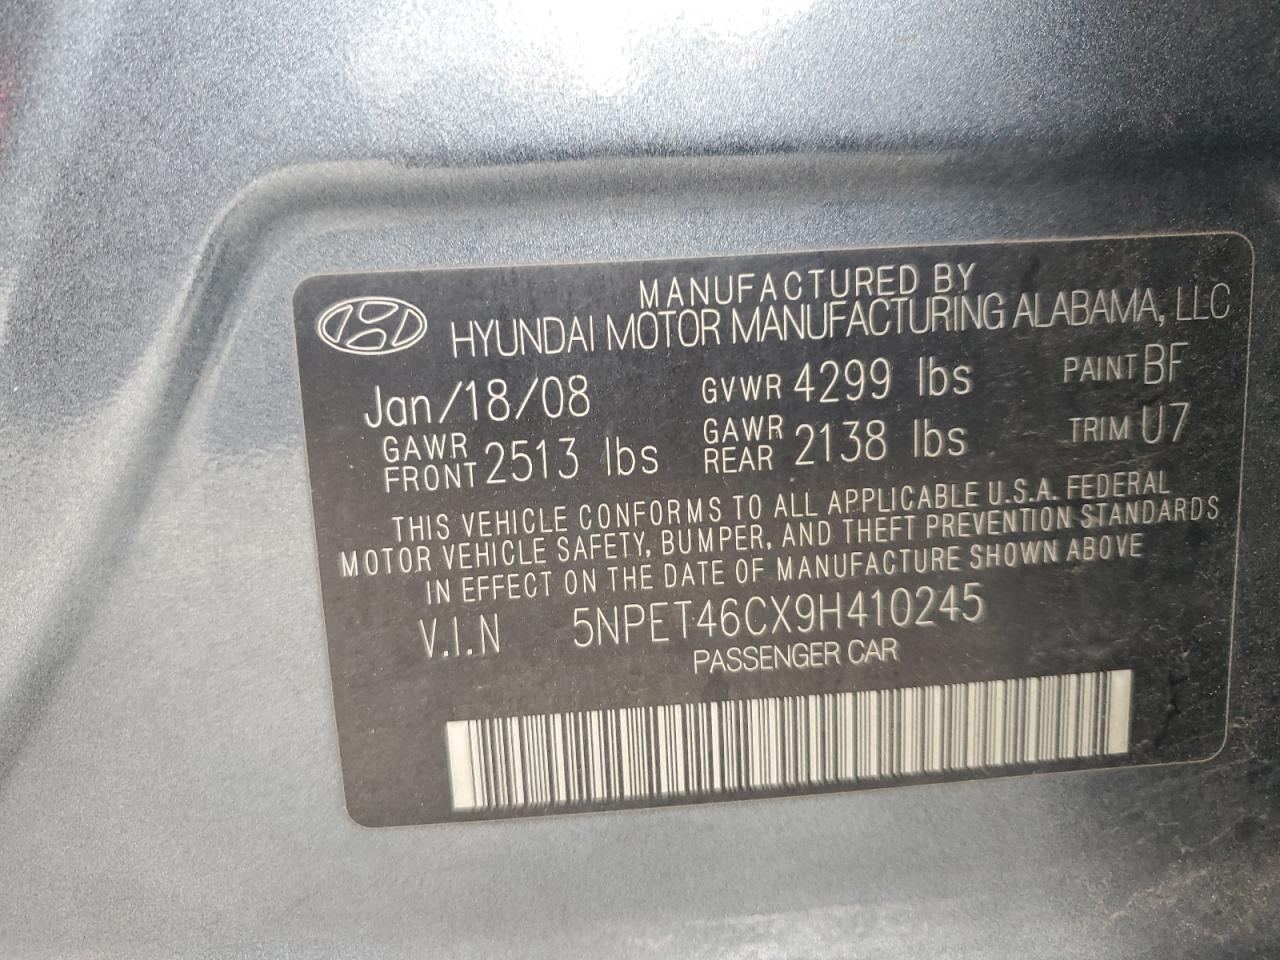 MANUFACTURED BY
HYUNDAI MOTOR MANUFACTURING ALABAMA, LLC
Jan/18/08 GVWR 4299 lbs PAINT BF
GAWR FRONT 2513 lbs GAWR REAR 2138 lbs TRIM U7
THIS VEHICLE CONFORMS TO ALL APPLICABLE U.S.A. FEDERAL
MOTOR VEHICLE SAFETY, BUMPER, AND THEFT PREVENTION STANDARDS
IN EFFECT ON THE DATE OF MANUFACTURE SHOWN ABOVE
V.I.N 5NPET46CX9H410245
PASSENGER CAR